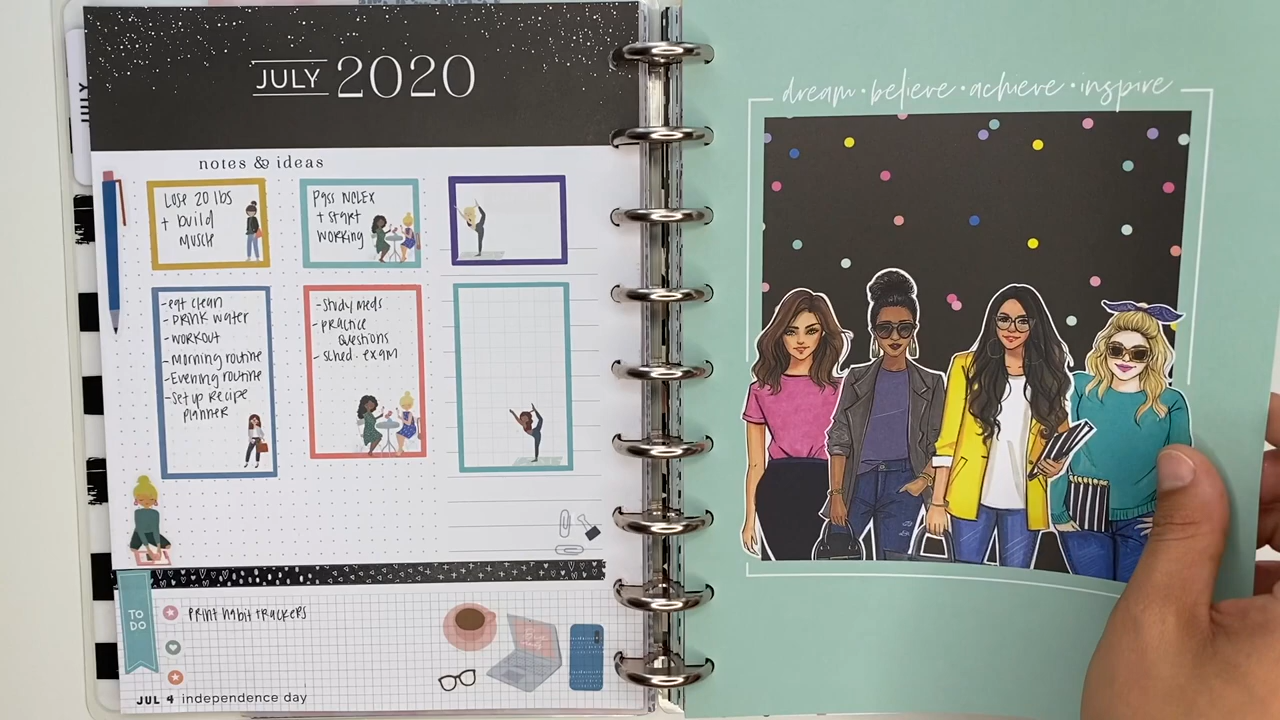 JULY
JULY 2020
dream · believe · achieve · inspire
notes & ideas
Lose 20 lbs
+ build
muscle
Pass NCLEX
+ start
working
-eat clean
-Drink water
-workout
-Morning routine
-Evening routine
-Setup Recipe
planner
-study meds
-practice
questions
-sched. exam
TO
DO
print habit trackers
JUL 4 independence day